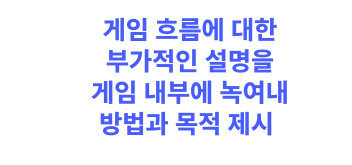 게임 흐름에 대한
부가적인 설명을
게임 내부에 녹여내
방법과 목적 제시